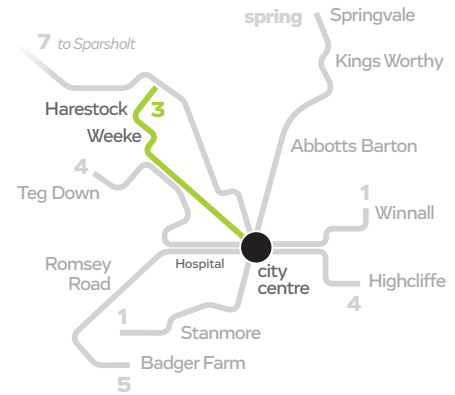 spring Springvale
7 to Sparsholt
Kings Worthy
Harestock 3
Weeke
Abbotts Barton
4
Teg Down
1
Winnall
Hospital
city
centre
Romsey
Road
Highcliffe
4
1
Stanmore
Badger Farm
5